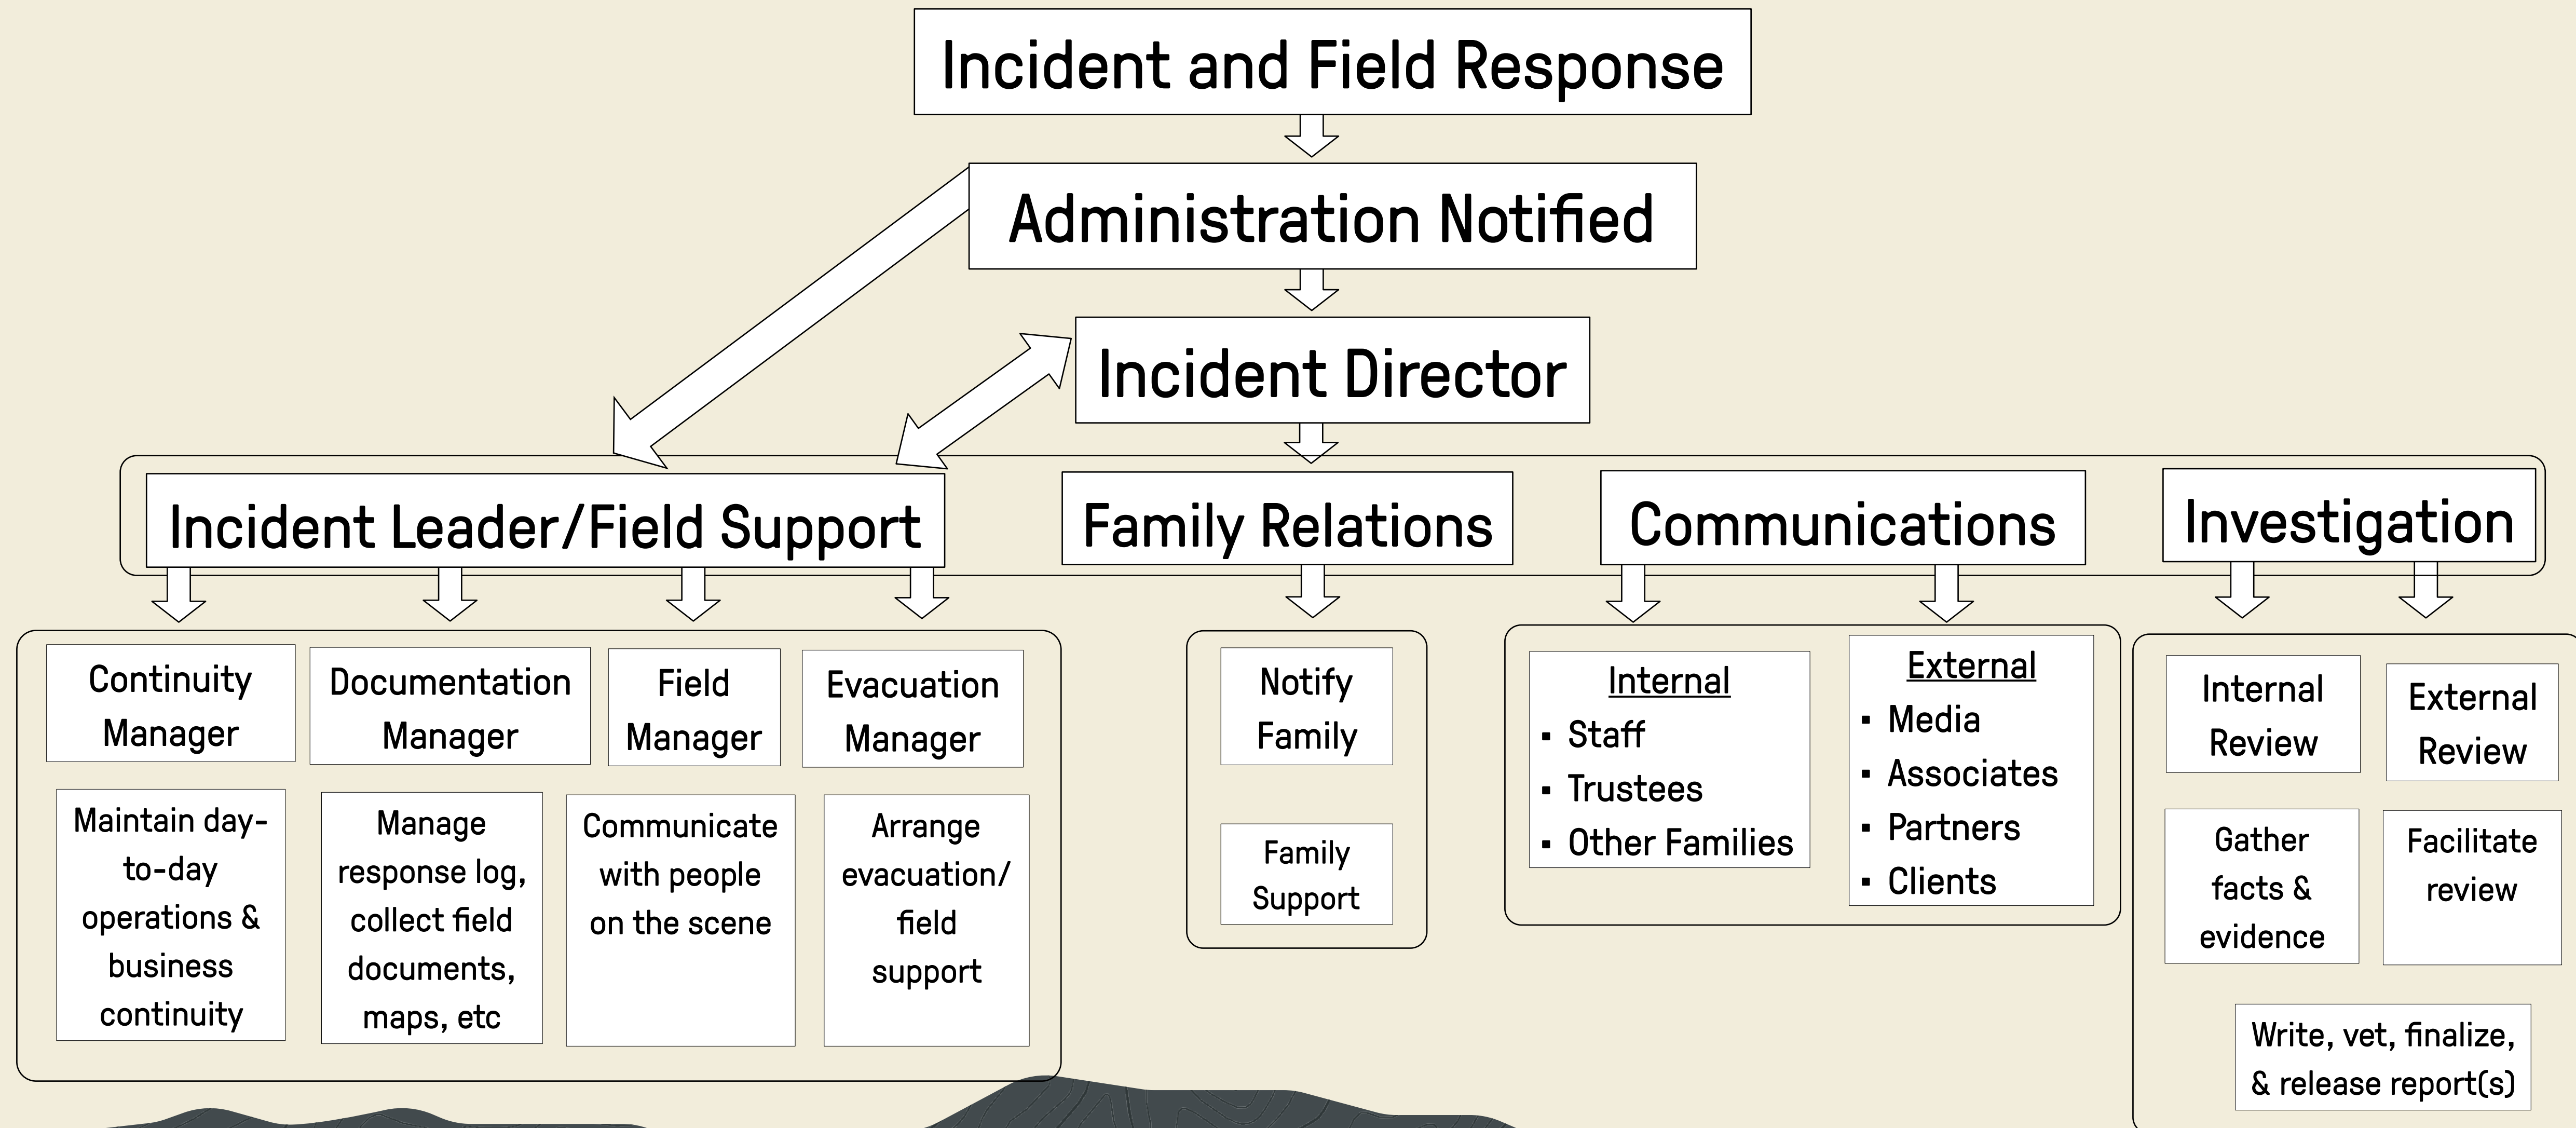 Incident and Field Response
Administration Notified
Incident Director
Incident Leader/Field Support
Family Relations
Communications
Investigation
Continuity
Manager
Documentation
Manager
Field
Manager
Evacuation
Manager
Maintain day-
to-day
operations &
business
continuity
Manage
response log,
collect field
documents,
maps, etc
Communicate
with people
on the scene
Arrange
evacuation/
field
support
Notify
Family
Family
Support
Internal
▪ Staff
▪ Trustees
▪ Other Families
External
▪ Media
▪ Associates
▪ Partners
▪ Clients
Internal
Review
External
Review
Gather
facts &
evidence
Facilitate
review
Write, vet, finalize,
& release report(s)